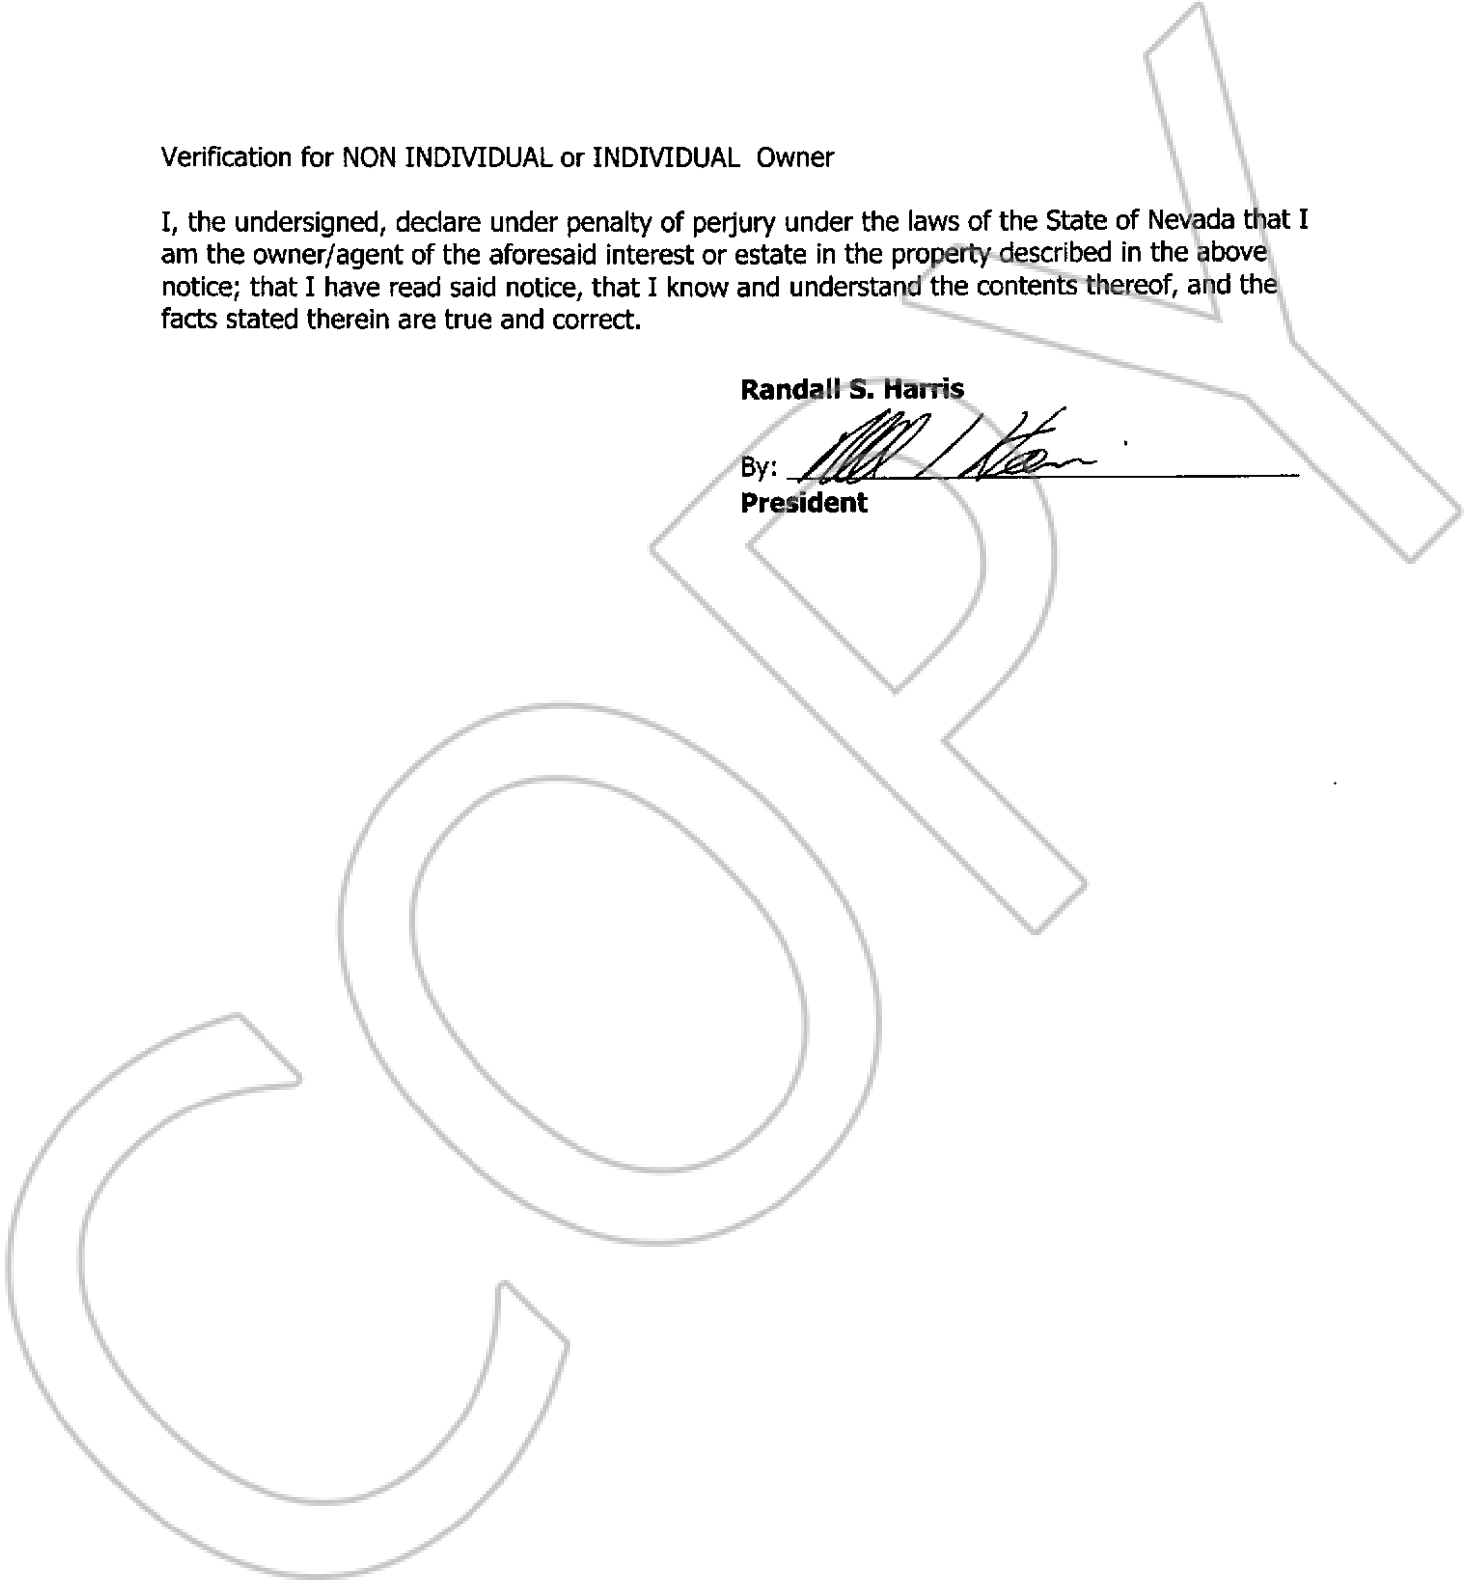 Verification for NON INDIVIDUAL or INDIVIDUAL Owner
I, the undersigned, declare under penalty of perjury under the laws of the State of Nevada that I
am the owner/agent of the aforesaid interest or estate in the property described in the above
notice; that I have read said notice, that I know and understand the contents thereof, and the
facts stated therein are true and correct.
Randall S. Harris
By:
President
COPY